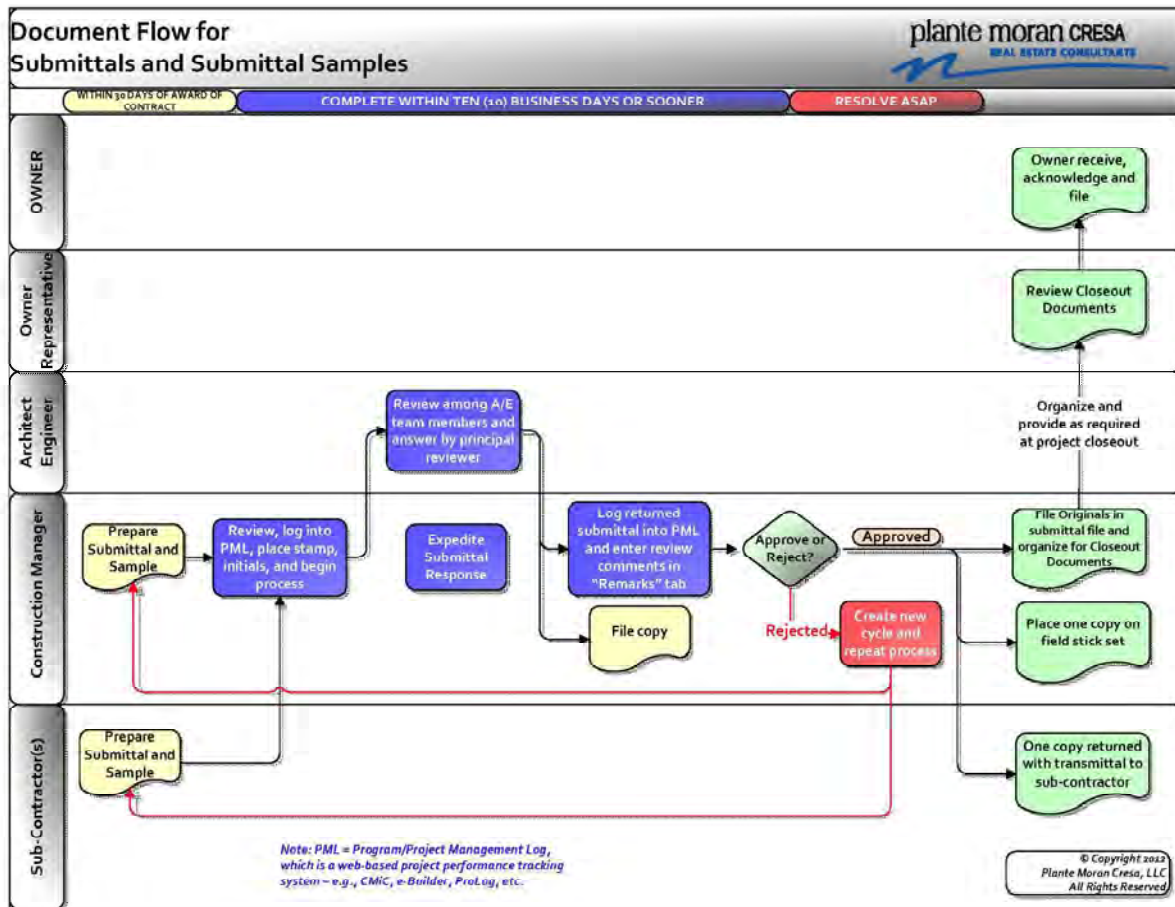 Document Flow for
Submittals and Submittal Samples
plante moran CRESA
REAL ESTATE CONSULTANTS
WITHIN 30 DAYS OF AWARD OF
CONTRACT
COMPLETE WITHIN TEN (10) BUSINESS DAYS OR SOONER
RESOLVE ASAP
OWNER
Owner receive,
acknowledge and
file
Owner
Representative
Review Closeout
Documents
Architect
Engineer
Review among A/E
team members and
answer by principal
reviewer
Organize and
provide as required
at project closeout
Construction Manager
Prepare
Submittal and
Sample
Review, log into
PML, place stamp,
initials, and begin
process
Expedite
Submittal
Response
Log returned
submittal into PML
and enter review
comments in
"Remarks" tab
File copy
Approve or
Reject?
Approved
Rejected
Create new
cycle and
repeat process
File Originals in
submittal file and
organize for Closeout
Documents
Place one copy on
field stick set
Sub-Contractor(s)
Prepare
Submittal and
Sample
One copy returned
with transmittal to
sub-contractor
Note: PML = Program/Project Management Log,
which is a web-based project performance tracking
system – e.g., CMiC, e-Builder, ProLog, etc.
© Copyright 2012
Plante Moran Cresa, LLC
All Rights Reserved